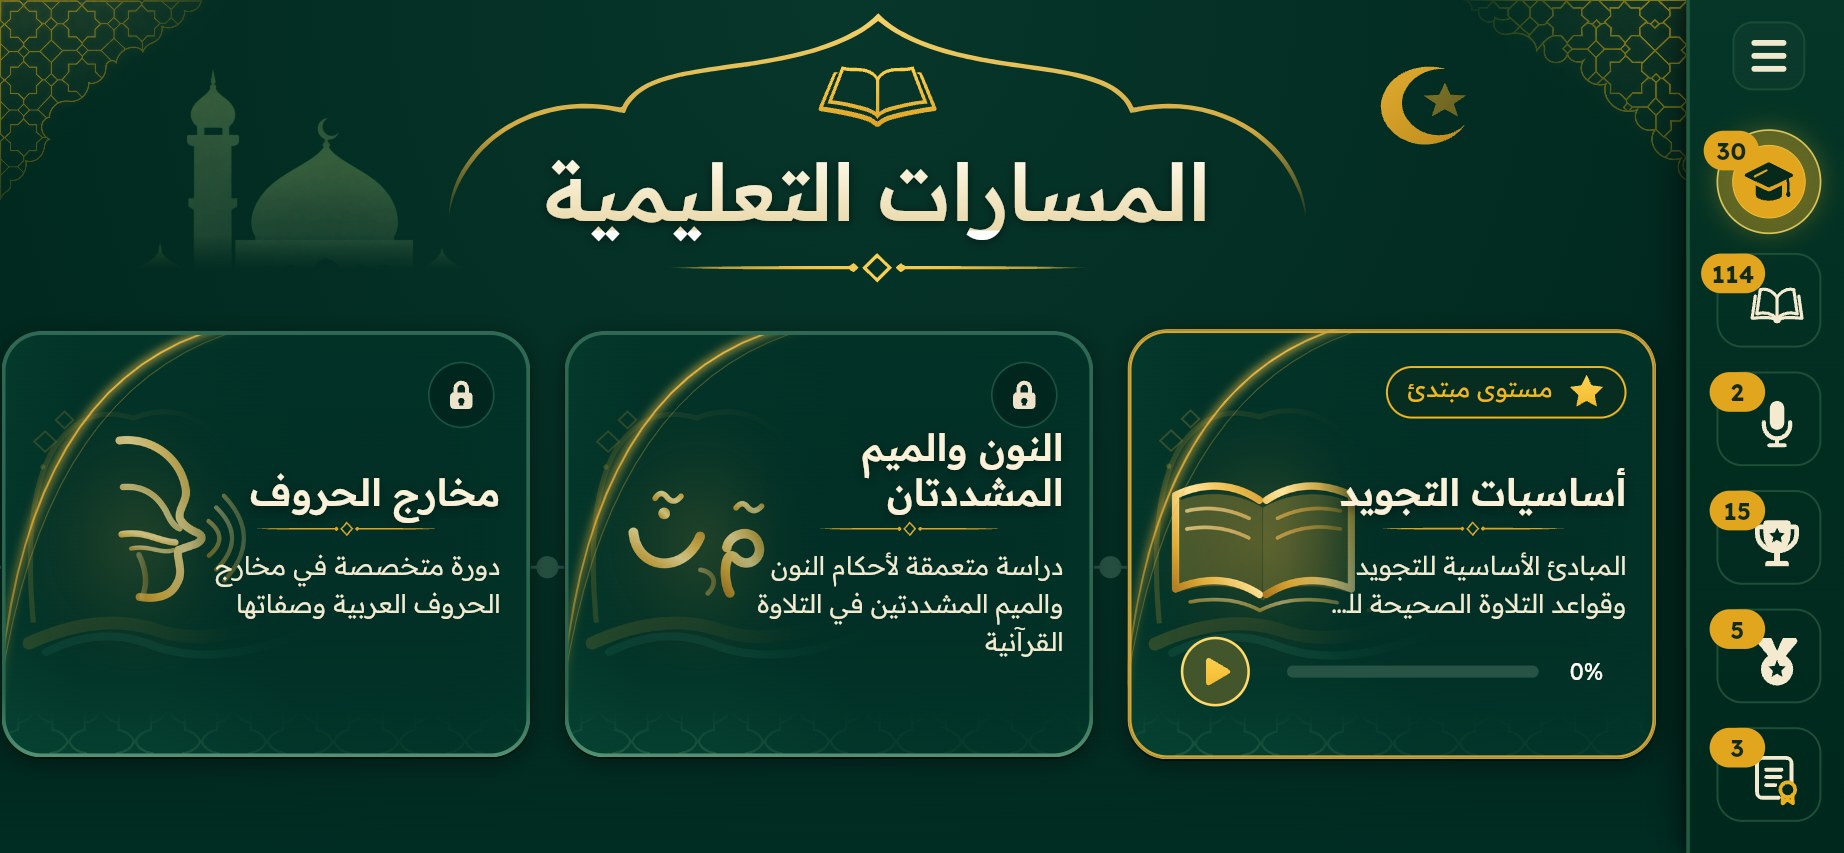 المسارات التعليمية
مستوى مبتدئ
أساسيات التجويد
المبادئ الأساسية للتجويد
وقواعد التلاوة الصحيحة للـ...
0%
النون والميم
المشددتان
دراسة متعمقة لأحكام النون
والميم المشددتين في التلاوة
القرآنية
مخارج الحروف
دورة متخصصة في مخارج
الحروف العربية وصفاتها
30
114
2
15
5
3